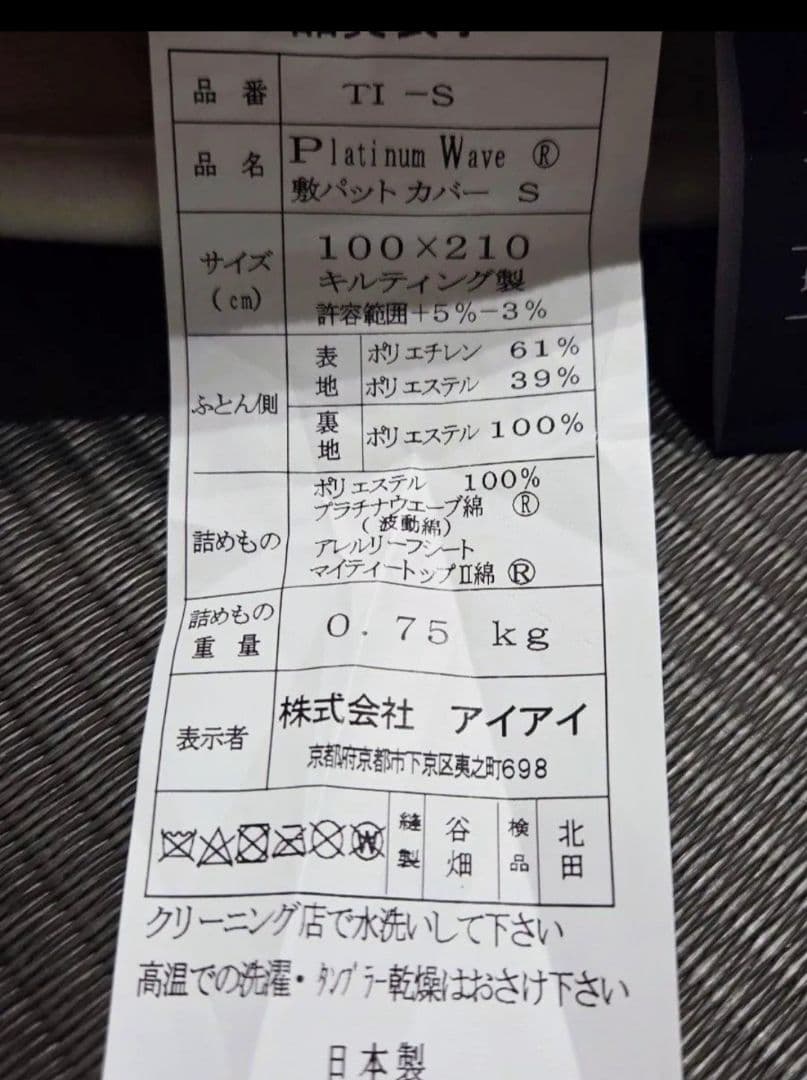 品番 TI-S
品名 Platinum Wave ®
敷パット カバー S
サイズ(cm) 100×210
キルティング製
許容範囲+5%-3%
ふとん側 表地 ポリエチレン 61%
ポリエステル 39%
裏地 ポリエステル 100%
詰めもの ポリエステル 100%
プラチナウエーブ綿 ®
(波動綿)
アレルリーフシート
マイティートップⅡ綿 ®
詰めもの重量 0.75 kg
表示者 株式会社 アイアイ
京都府京都市下京区夷之町698
W 縫製 谷畑 検品 北田
クリーニング店で水洗いして下さい
高温での洗濯・タンブラー乾燥はおさけ下さい
日本製